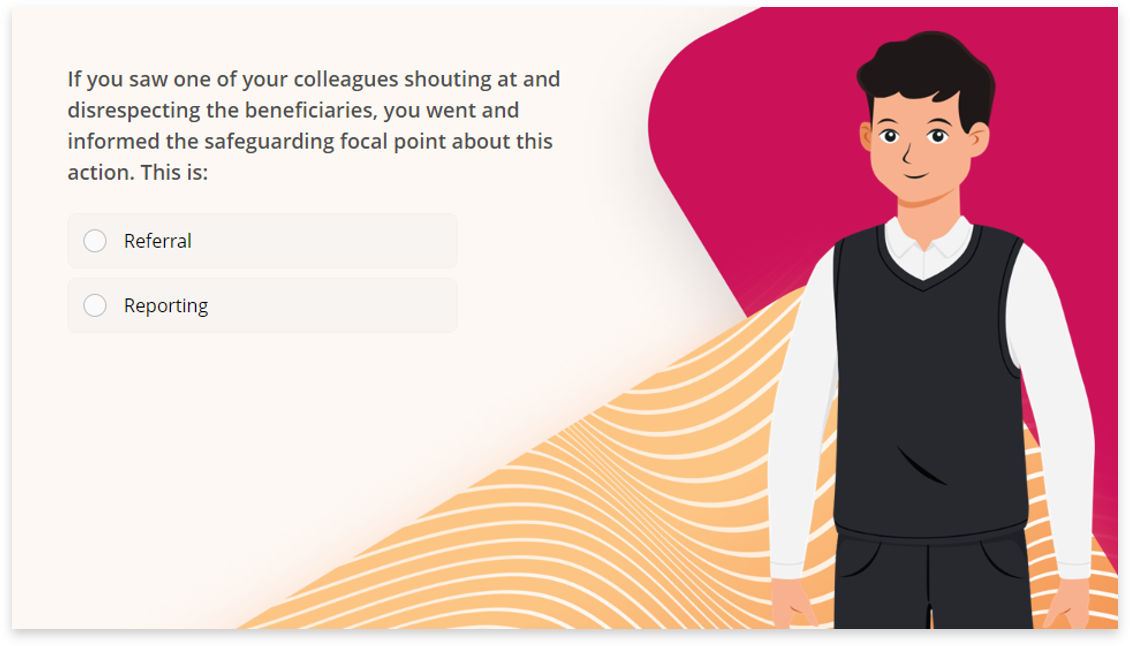 If you saw one of your colleagues shouting at and
disrespecting the beneficiaries, you went and
informed the safeguarding focal point about this
action. This is:
Referral
Reporting